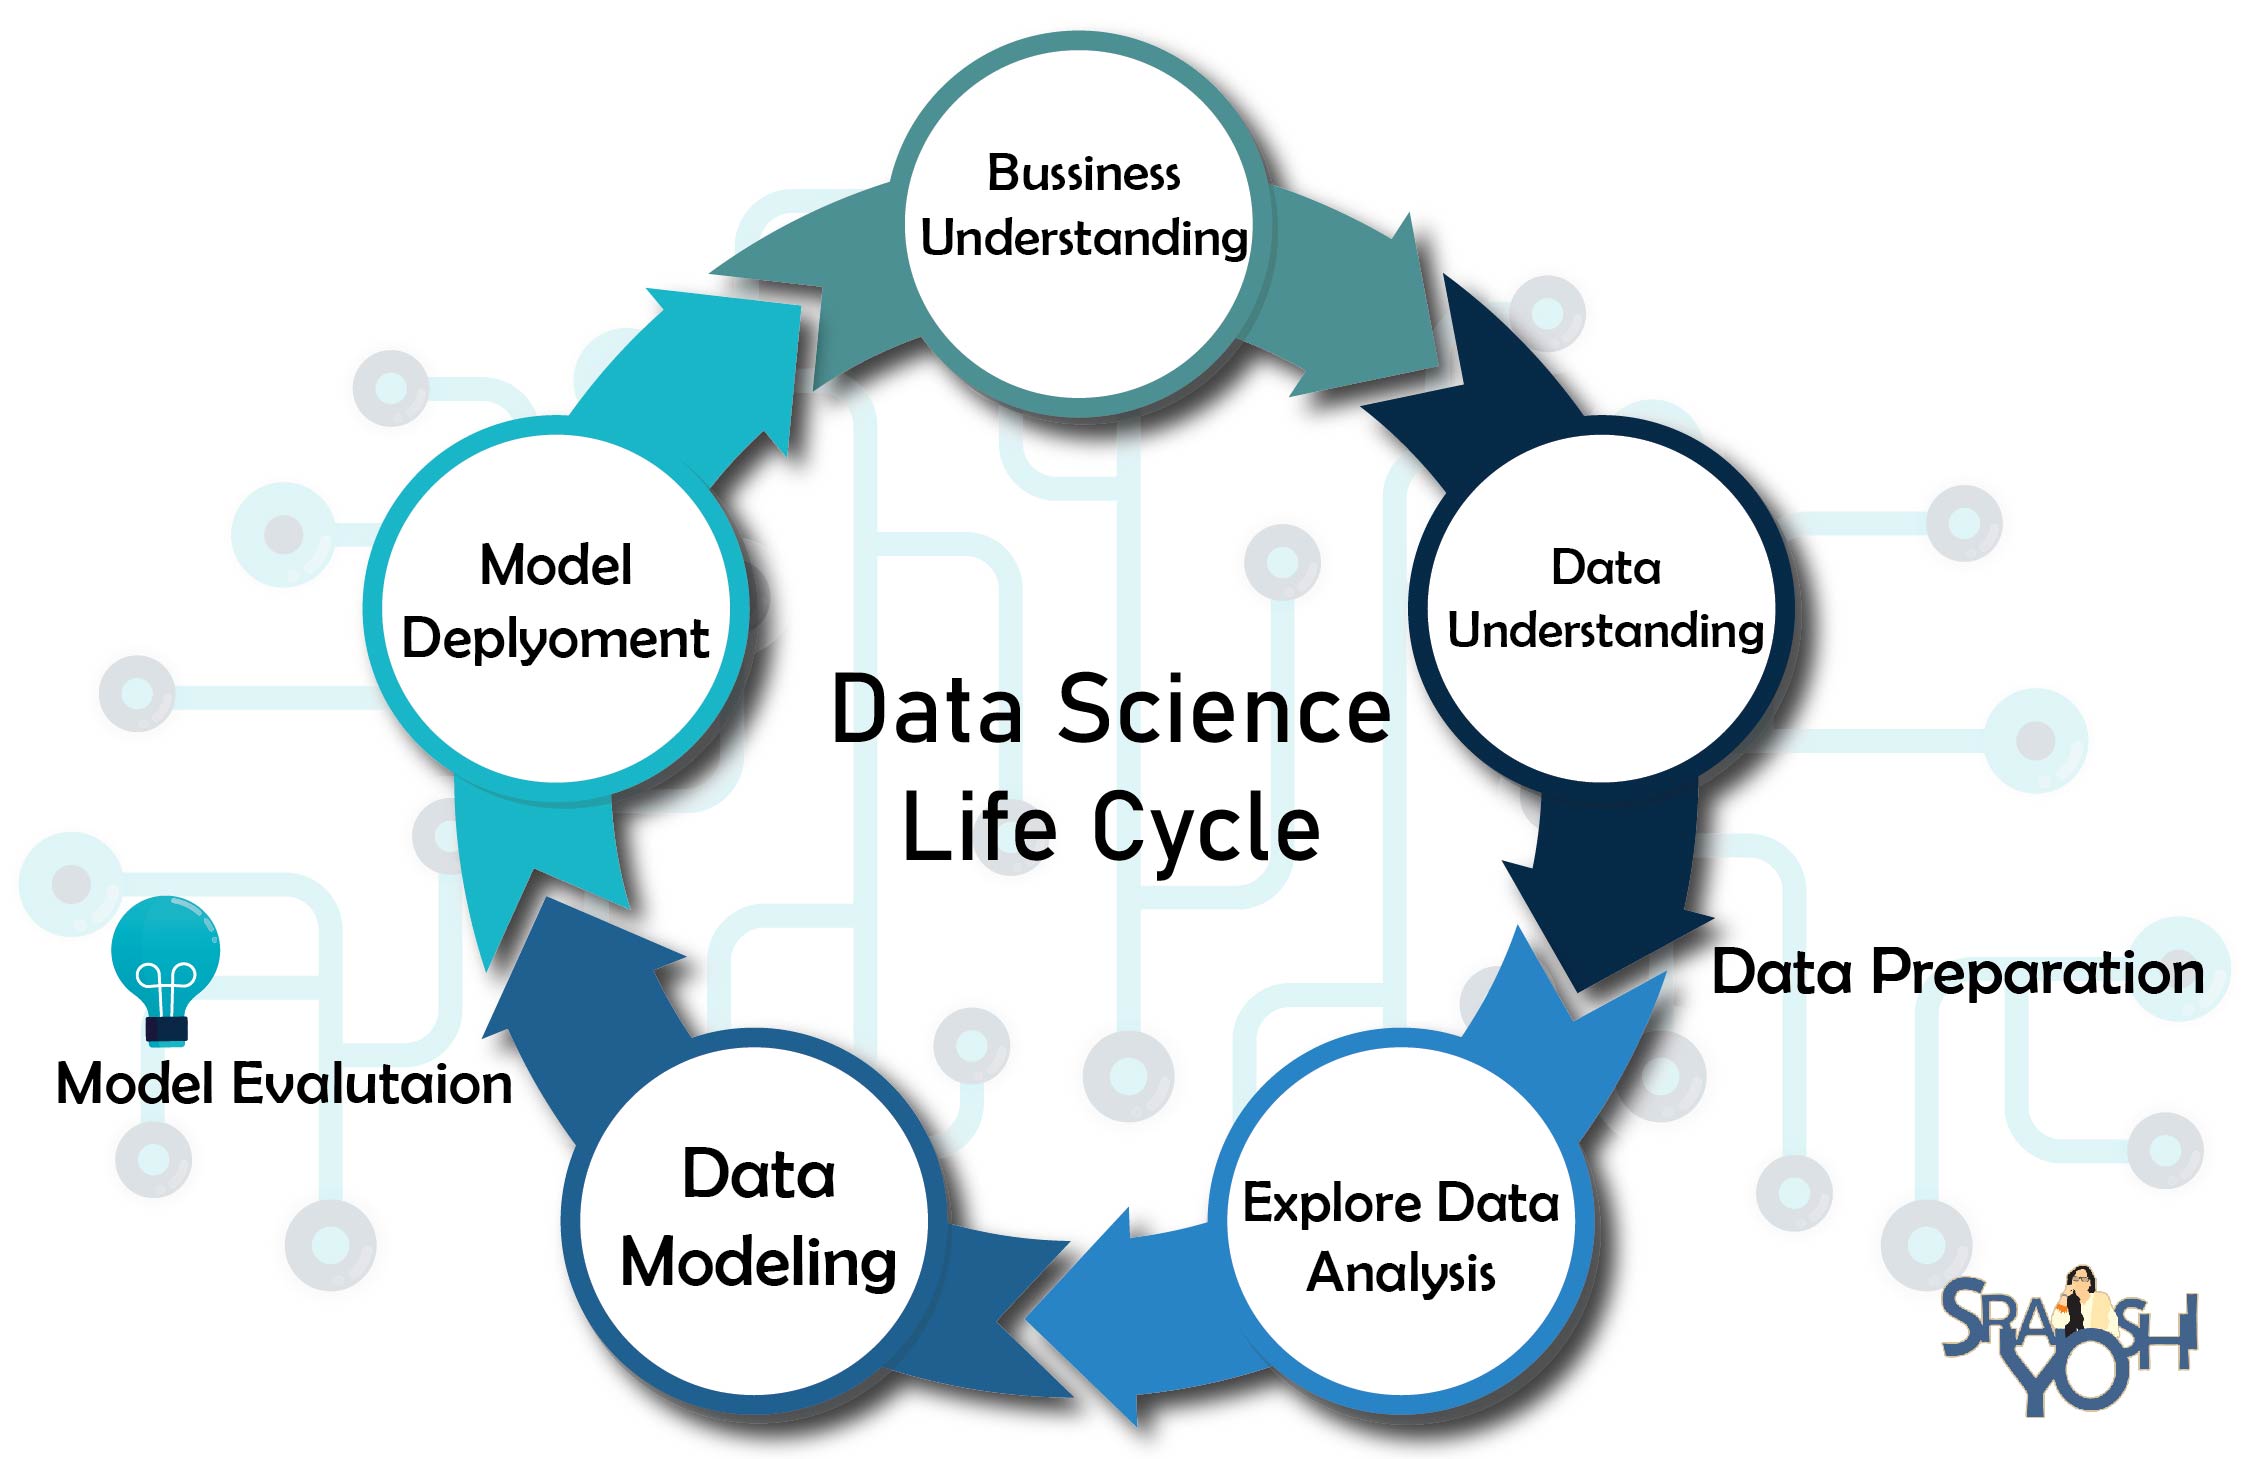 Bussiness
Understanding
Data
Understanding
Data Preparation
Explore Data
Analysis
Data
Modeling
Model Evalutaion
Model
Deplyoment
Data Science
Life Cycle
SRAYOSHI